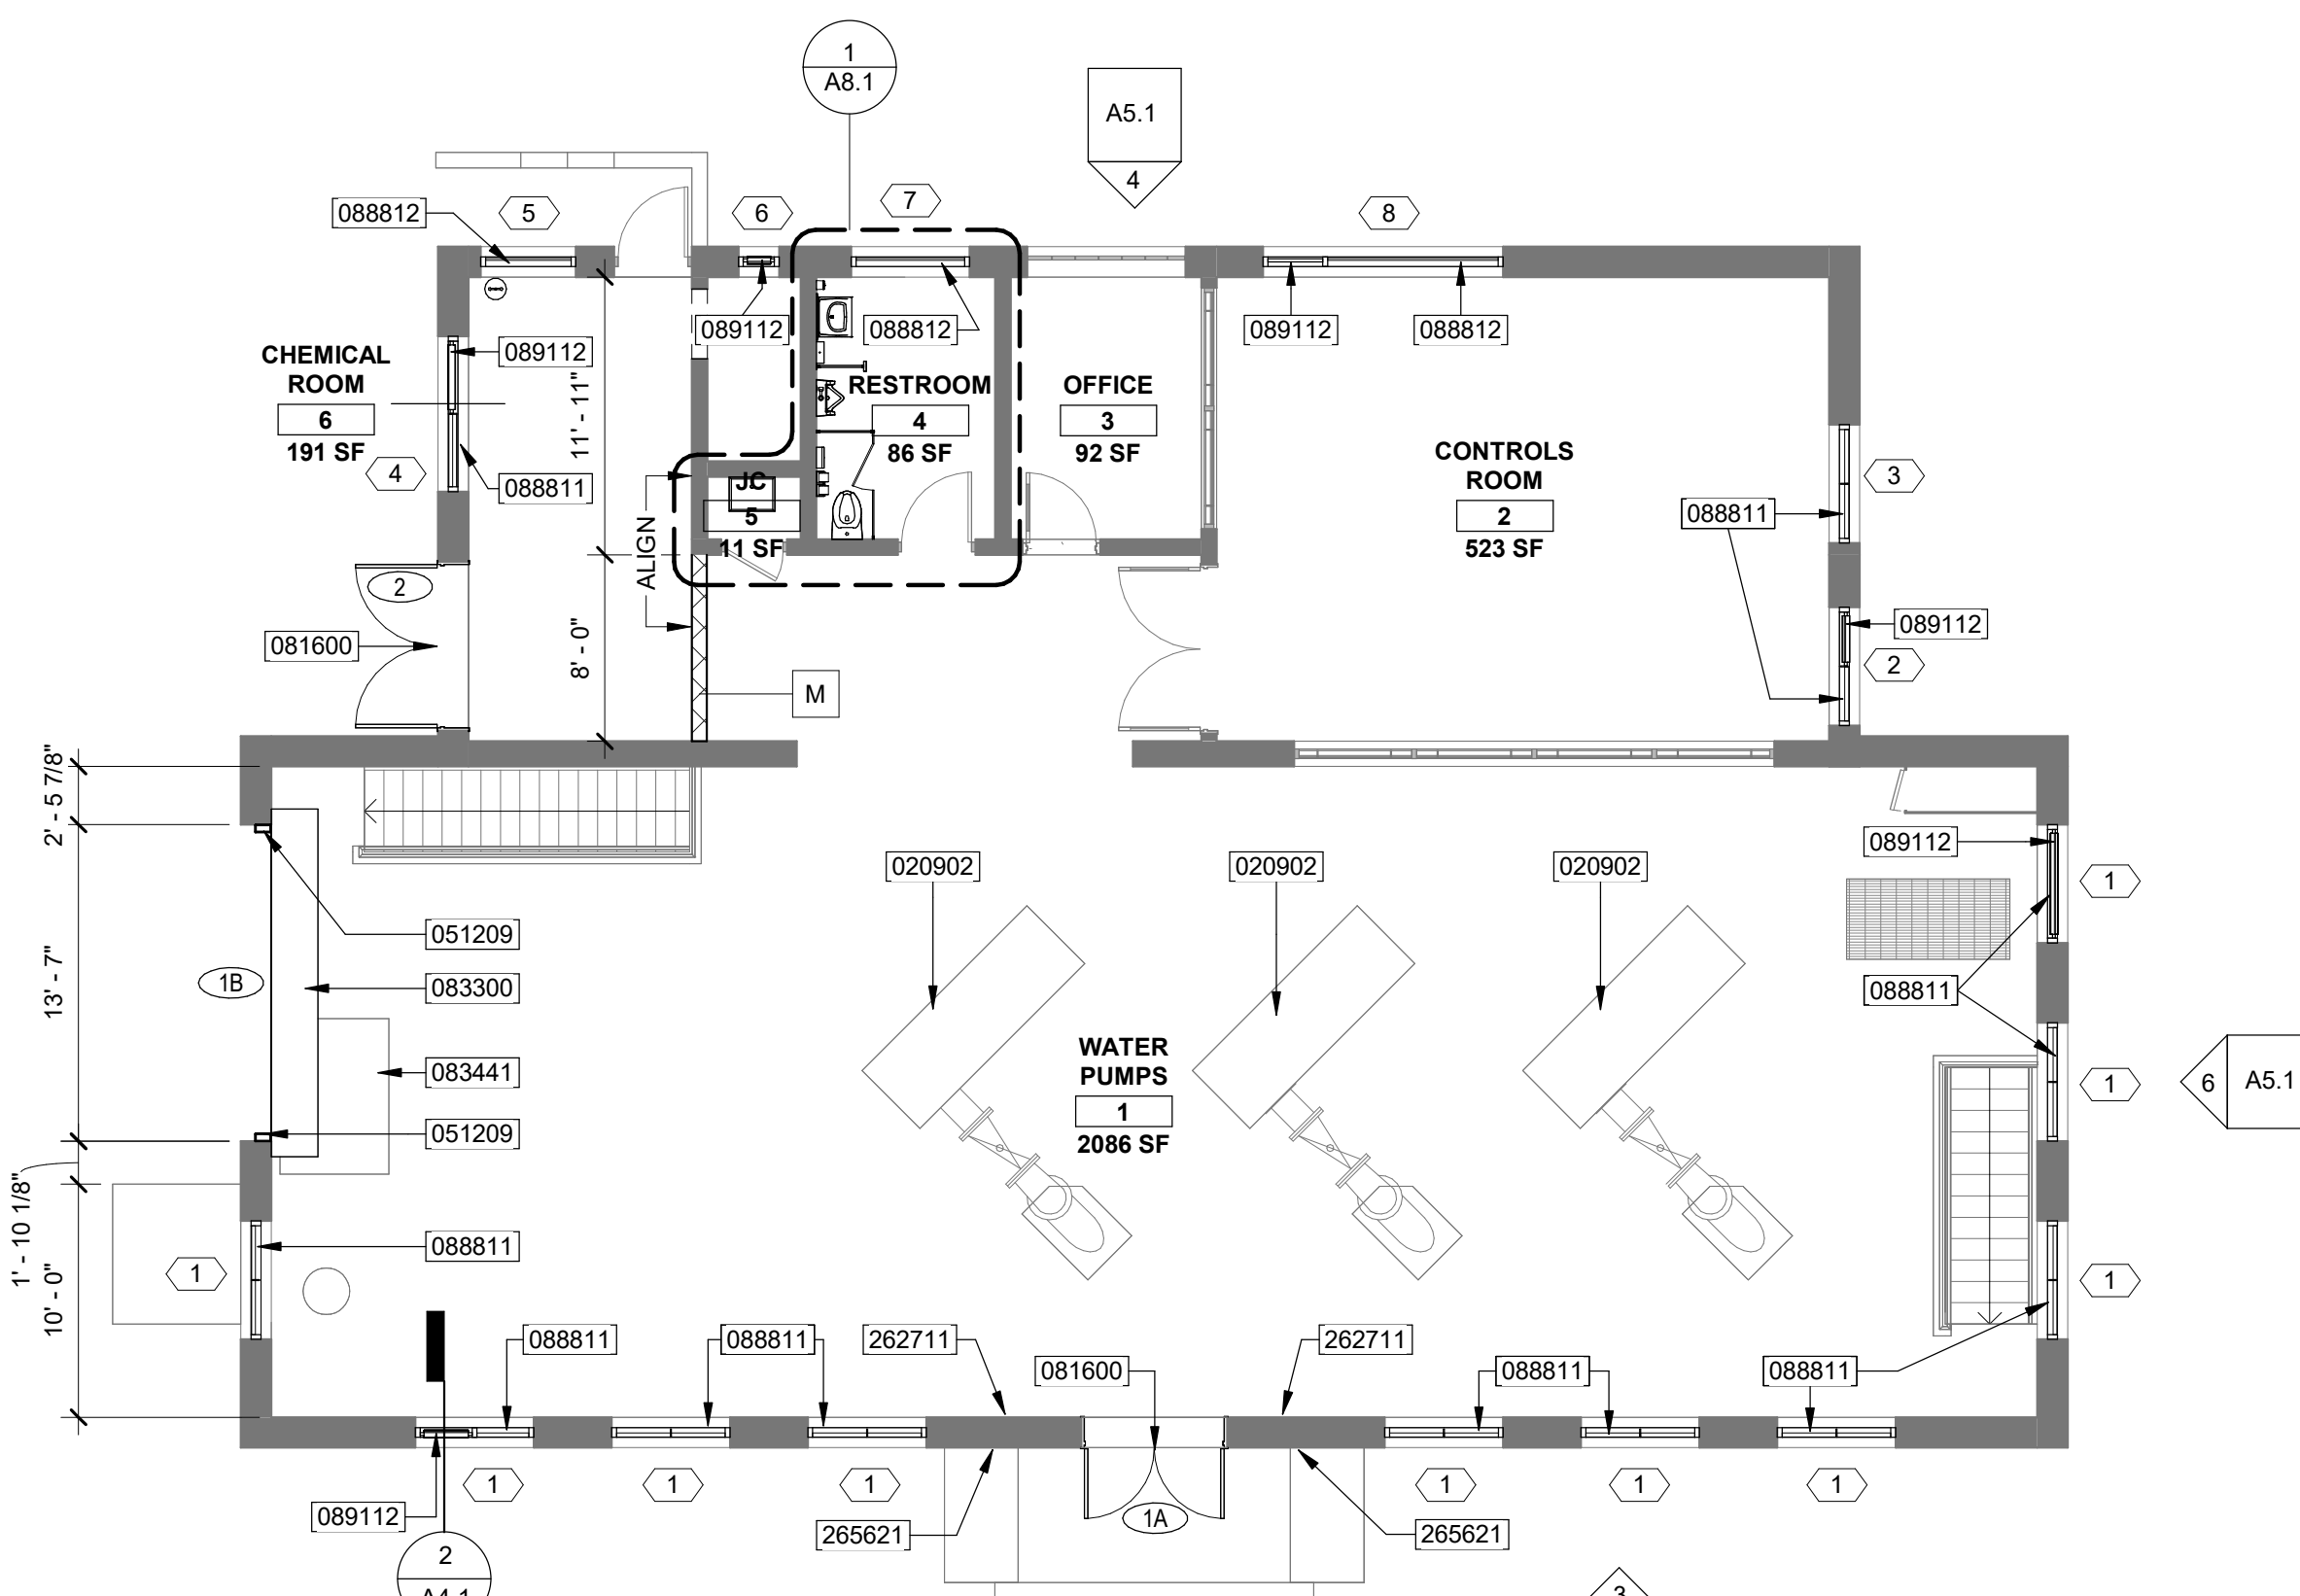 1
A8.1
A5.1
4
088812
5
6
7
8
089112
088812
089112
088812
CHEMICAL
ROOM
6
191 SF
089112
4
088811
11' - 11"
RESTROOM
4
86 SF
OFFICE
3
92 SF
CONTROLS
ROOM
2
523 SF
3
088811
JC
5
11 SF
ALIGN
2
081600
8' - 0"
M
089112
2
2' - 5 7/8"
13' - 7"
1' - 10 1/8"
10' - 0"
020902
020902
020902
089112
1
051209
1B
083300
083441
051209
088811
WATER
PUMPS
1
2086 SF
1
6
A5.1
088811
1
1
088811
088811
262711
081600
262711
088811
088811
1
1
1
1
1
1
089112
265621
1A
265621
2
A4.1
3